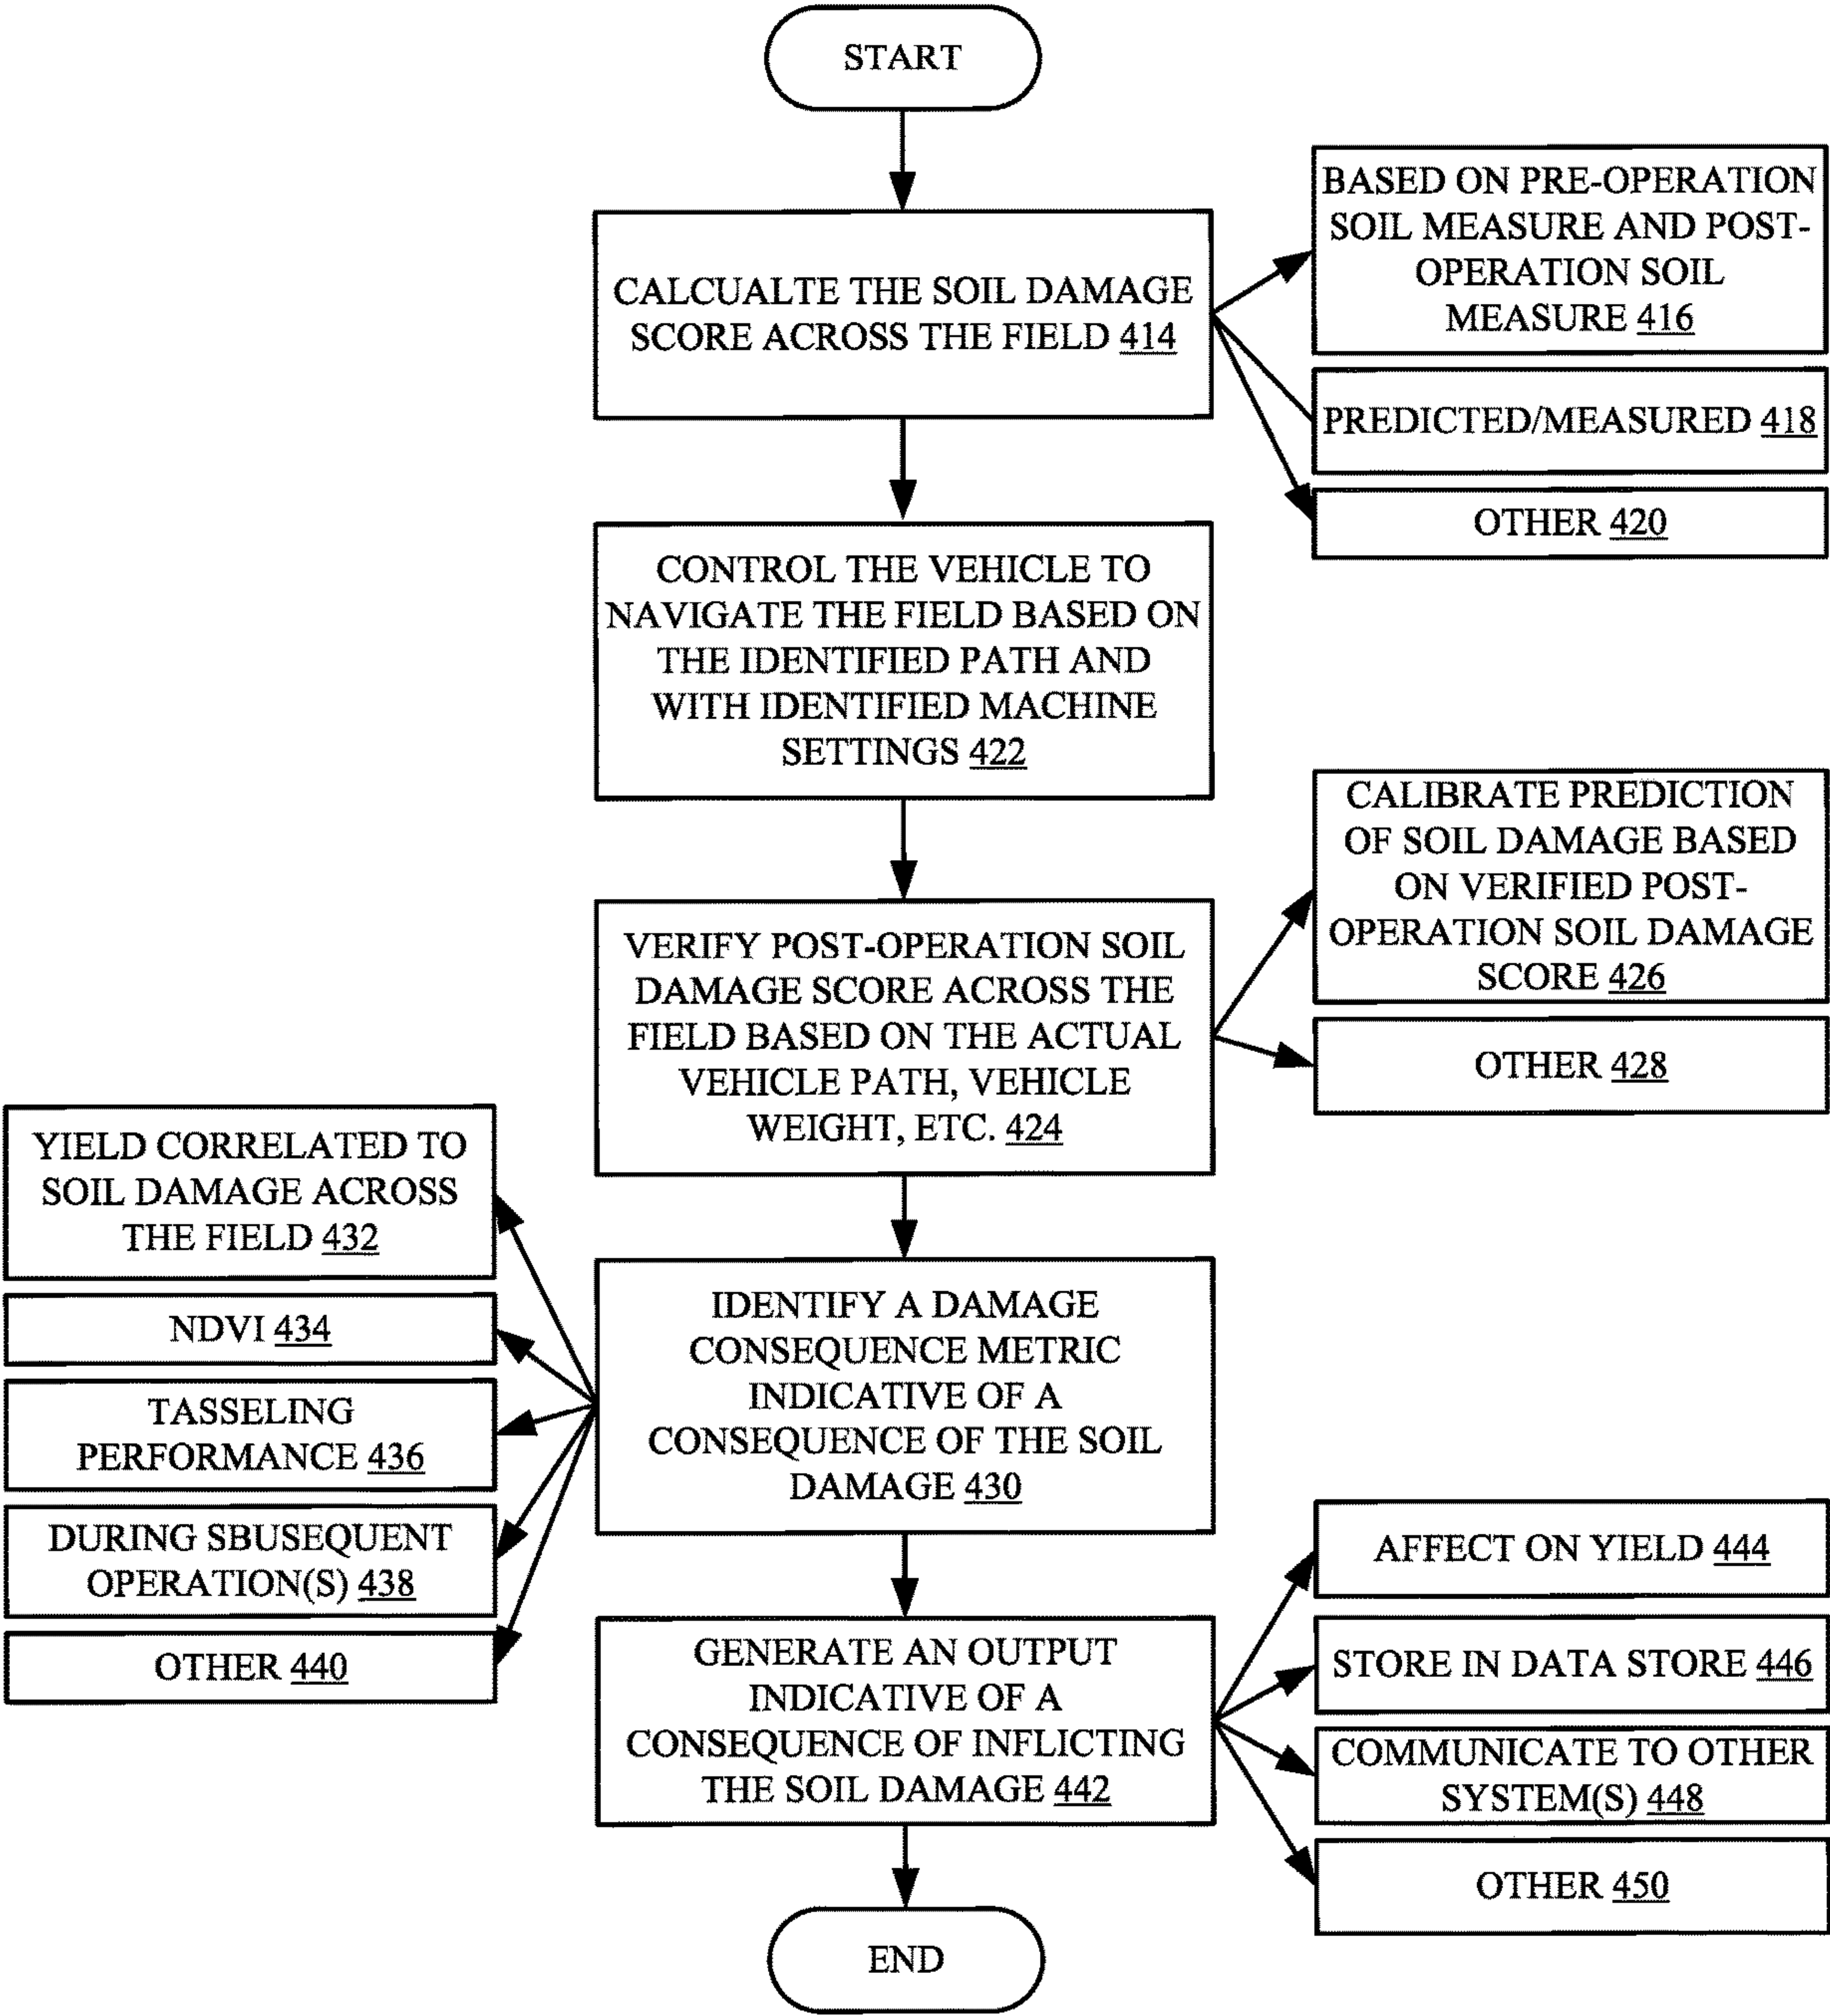 START
CALCUALTE THE SOIL DAMAGE
SCORE ACROSS THE FIELD 414
BASED ON PRE-OPERATION
SOIL MEASURE AND POST-
OPERATION SOIL
MEASURE 416
PREDICTED/MEASURED 418
OTHER 420
CONTROL THE VEHICLE TO
NAVIGATE THE FIELD BASED ON
THE IDENTIFIED PATH AND
WITH IDENTIFIED MACHINE
SETTINGS 422
VERIFY POST-OPERATION SOIL
DAMAGE SCORE ACROSS THE
FIELD BASED ON THE ACTUAL
VEHICLE PATH, VEHICLE
WEIGHT, ETC. 424
CALIBRATE PREDICTION
OF SOIL DAMAGE BASED
ON VERIFIED POST-
OPERATION SOIL DAMAGE
SCORE 426
OTHER 428
IDENTIFY A DAMAGE
CONSEQUENCE METRIC
INDICATIVE OF A
CONSEQUENCE OF THE SOIL
DAMAGE 430
YIELD CORRELATED TO
SOIL DAMAGE ACROSS
THE FIELD 432
NDVI 434
TASSELING
PERFORMANCE 436
DURING SBUSEQUENT
OPERATION(S) 438
OTHER 440
GENERATE AN OUTPUT
INDICATIVE OF A
CONSEQUENCE OF INFLICTING
THE SOIL DAMAGE 442
AFFECT ON YIELD 444
STORE IN DATA STORE 446
COMMUNICATE TO OTHER
SYSTEM(S) 448
OTHER 450
END